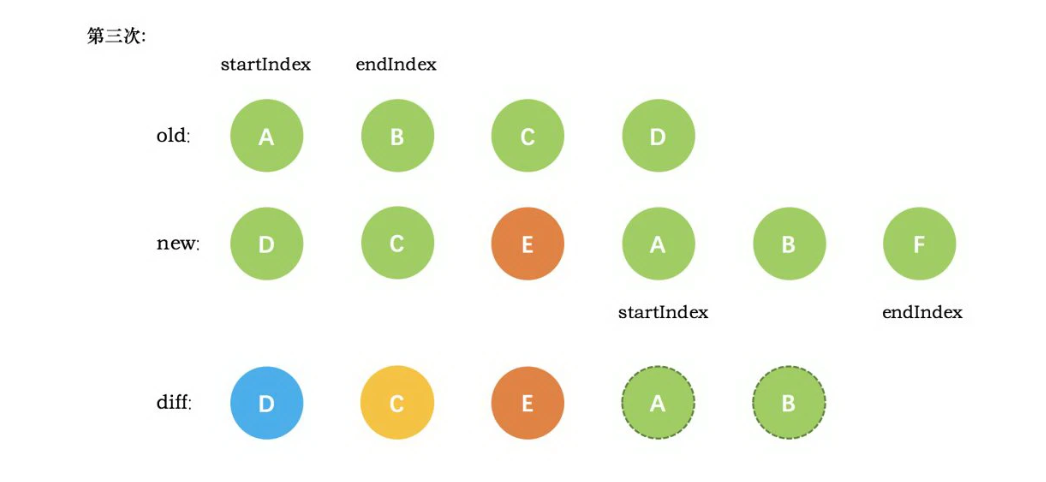 第三次:
startIndex endIndex
old: A B C D
new: D C E A B F
startIndex endIndex
diff: D C E A B